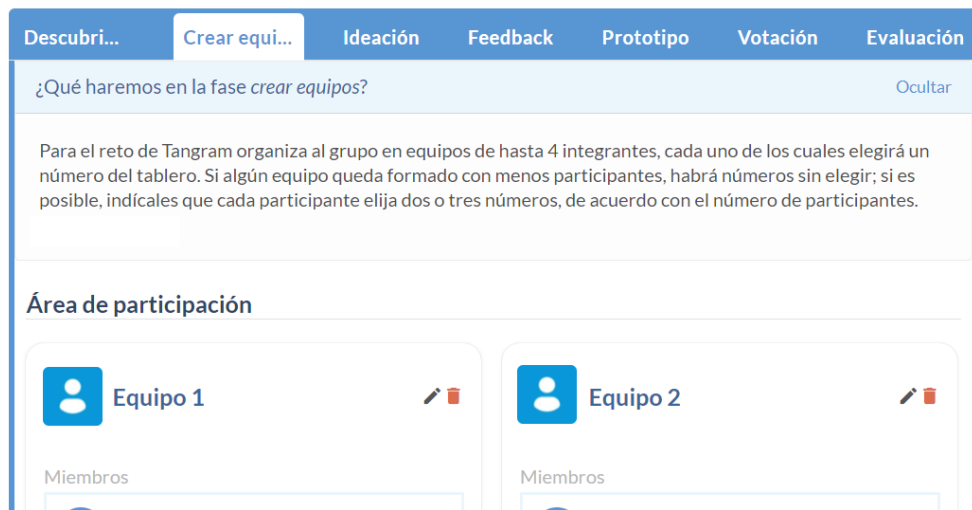 Descubri... Crear equi... Ideación Feedback Prototipo Votación Evaluación
¿Qué haremos en la fase crear equipos? Ocultar
Para el reto de Tangram organiza al grupo en equipos de hasta 4 integrantes, cada uno de los cuales elegirá un
número del tablero. Si algún equipo queda formado con menos participantes, habrá números sin elegir; si es
posible, indícales que cada participante elija dos o tres números, de acuerdo con el número de participantes.
Área de participación
Equipo 1 Equipo 2
Miembros Miembros